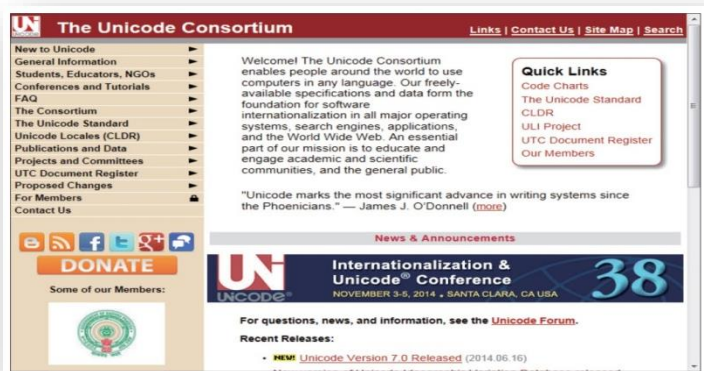 UNI
UNICODE
The Unicode Consortium
Links | Contact Us | Site Map | Search
New to Unicode
General Information
Students, Educators, NGOs
Conferences and Tutorials
FAQ
The Consortium
The Unicode Standard
Unicode Locales (CLDR)
Publications and Data
Projects and Committees
UTC Document Register
Proposed Changes
For Members
Contact Us
DONATE
Some of our Members:
Welcome! The Unicode Consortium
enables people around the world to use
computers in any language. Our freely-
available specifications and data form the
foundation for software
internationalization in all major operating
systems, search engines, applications,
and the World Wide Web. An essential
part of our mission is to educate and
engage academic and scientific
communities, and the general public.
Quick Links
Code Charts
The Unicode Standard
CLDR
ULI Project
UTC Document Register
Our Members
"Unicode marks the most significant advance in writing systems since
the Phoenicians." — James J. O'Donnell (more)
News & Announcements
UNI
UNICODE®
Internationalization &
Unicode® Conference
NOVEMBER 3-5, 2014 • SANTA CLARA, CA USA
38
For questions, news, and information, see the Unicode Forum.
Recent Releases:
• NEW! Unicode Version 7.0 Released (2014.06.16)